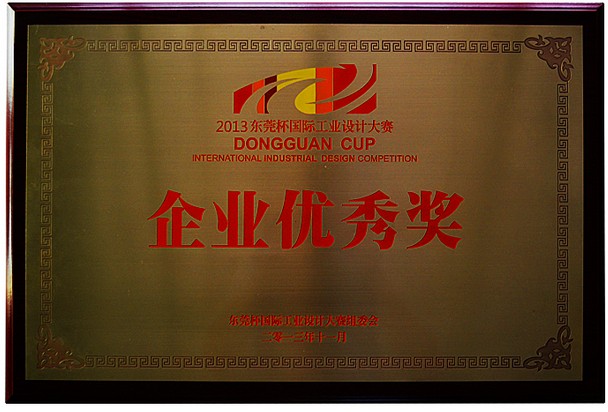 2013东莞杯国际工业设计大赛
DONGGUAN CUP
INTERNATIONAL INDUSTRIAL DESIGN COMPETITION
企业优秀奖
东莞杯国际工业设计大赛组委会
二零一三年十一月